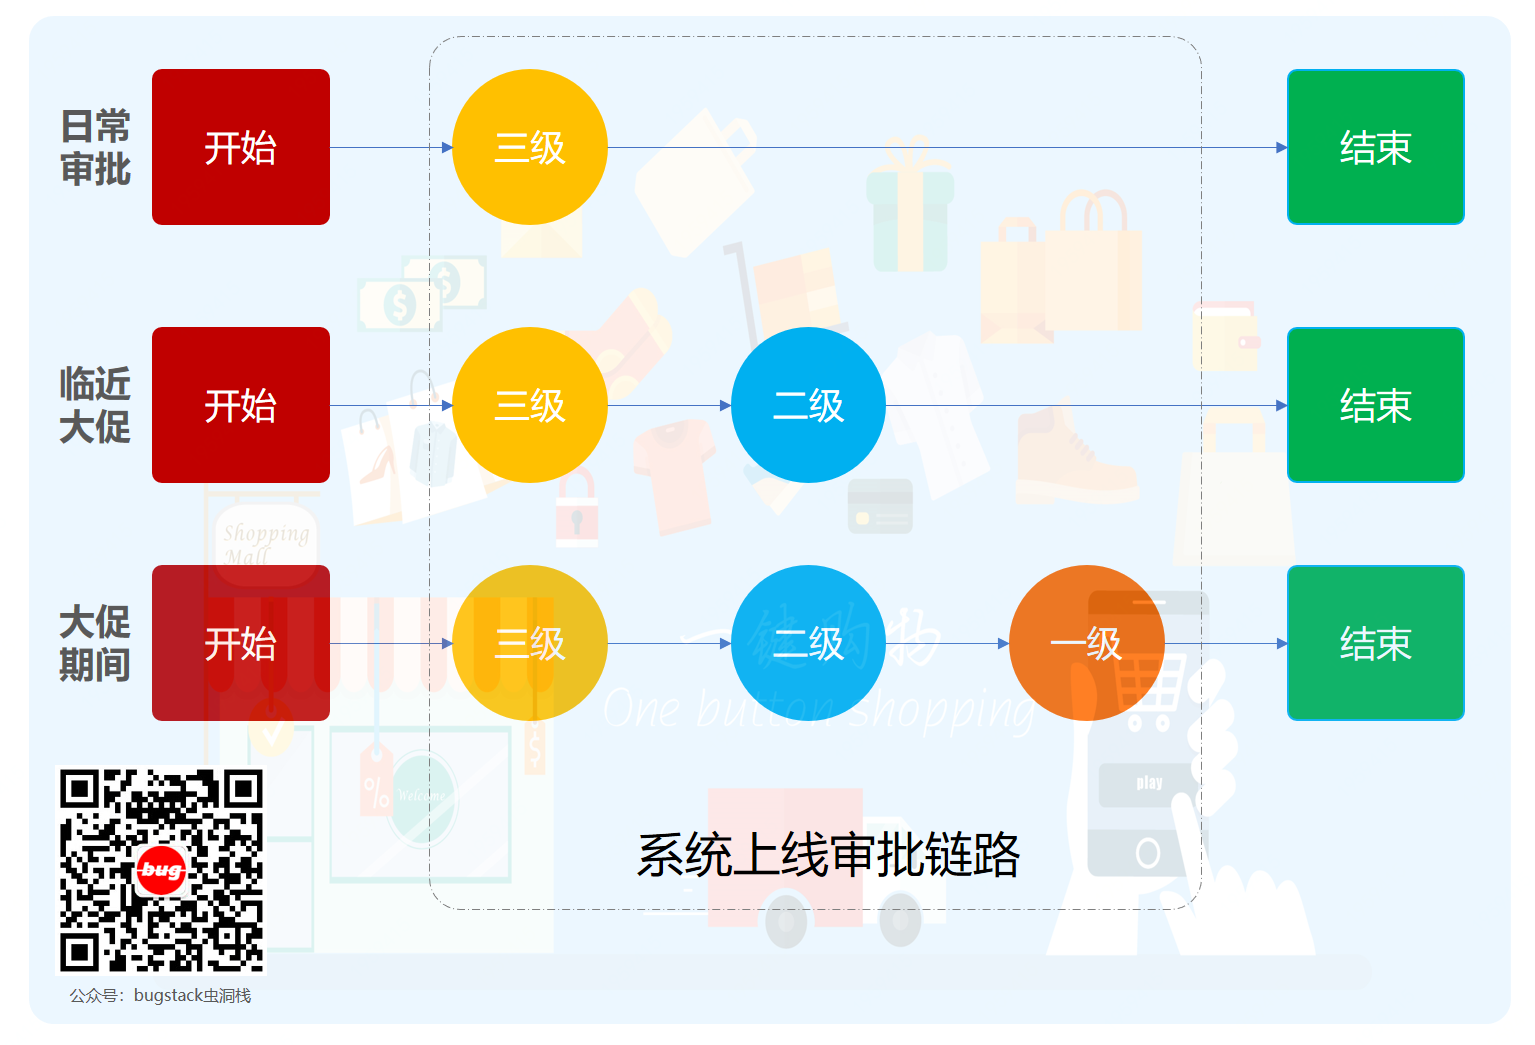 日常
审批
开始
三级
结束
临近
大促
开始
三级
二级
结束
Shopping
Mall
大促
期间
开始
三级
二级
一级
结束
一键购物
One button shopping
$
%
Welcome
play
系统上线审批链路
bug
公众号：bugstack虫洞栈